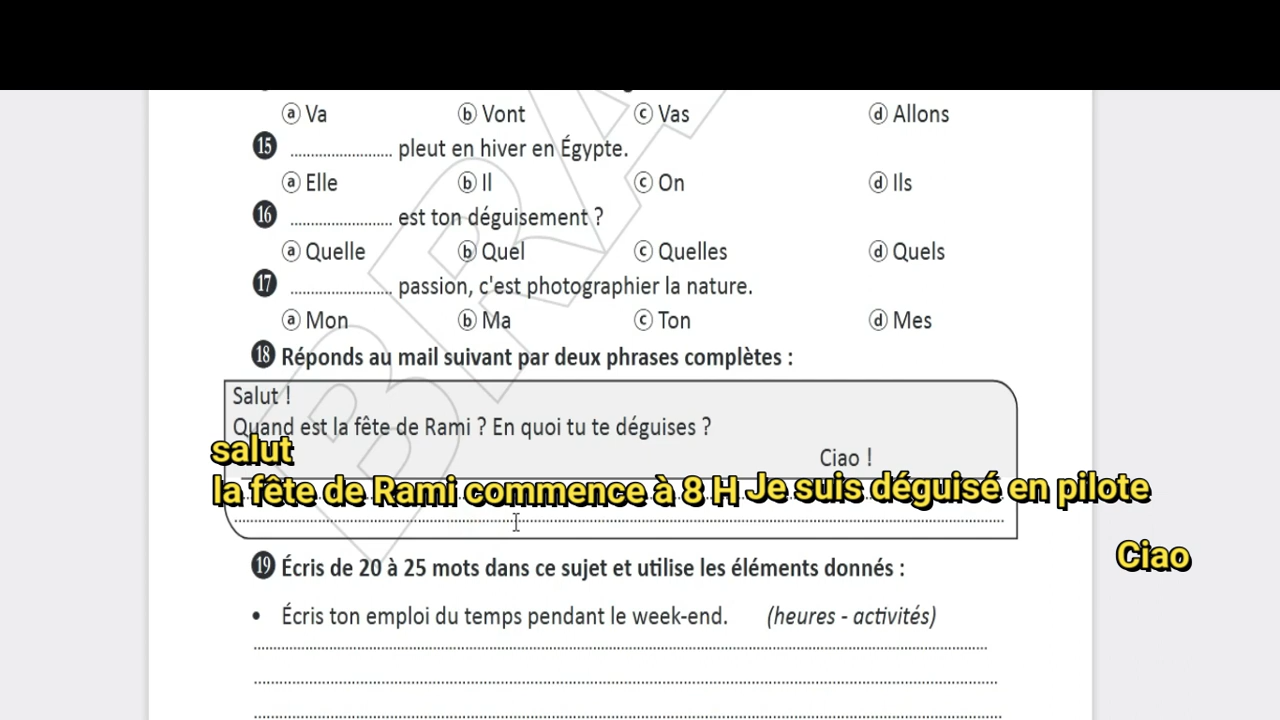 ⓐ Va ⓑ Vont ⓒ Vas ⓓ Allons
15 ........................ pleut en hiver en Égypte.
ⓐ Elle ⓑ Il ⓒ On ⓓ Ils
16 ........................ est ton déguisement ?
ⓐ Quelle ⓑ Quel ⓒ Quelles ⓓ Quels
17 ........................ passion, c'est photographier la nature.
ⓐ Mon ⓑ Ma ⓒ Ton ⓓ Mes
18 Réponds au mail suivant par deux phrases complètes :
Salut !
Quand est la fête de Rami ? En quoi tu te déguises ?
salut
Ciao !
la fête de Rami commence à 8 H Je suis déguisé en pilote
Ciao
19 Écris de 20 à 25 mots dans ce sujet et utilise les éléments donnés :
• Écris ton emploi du temps pendant le week-end. (heures - activités)